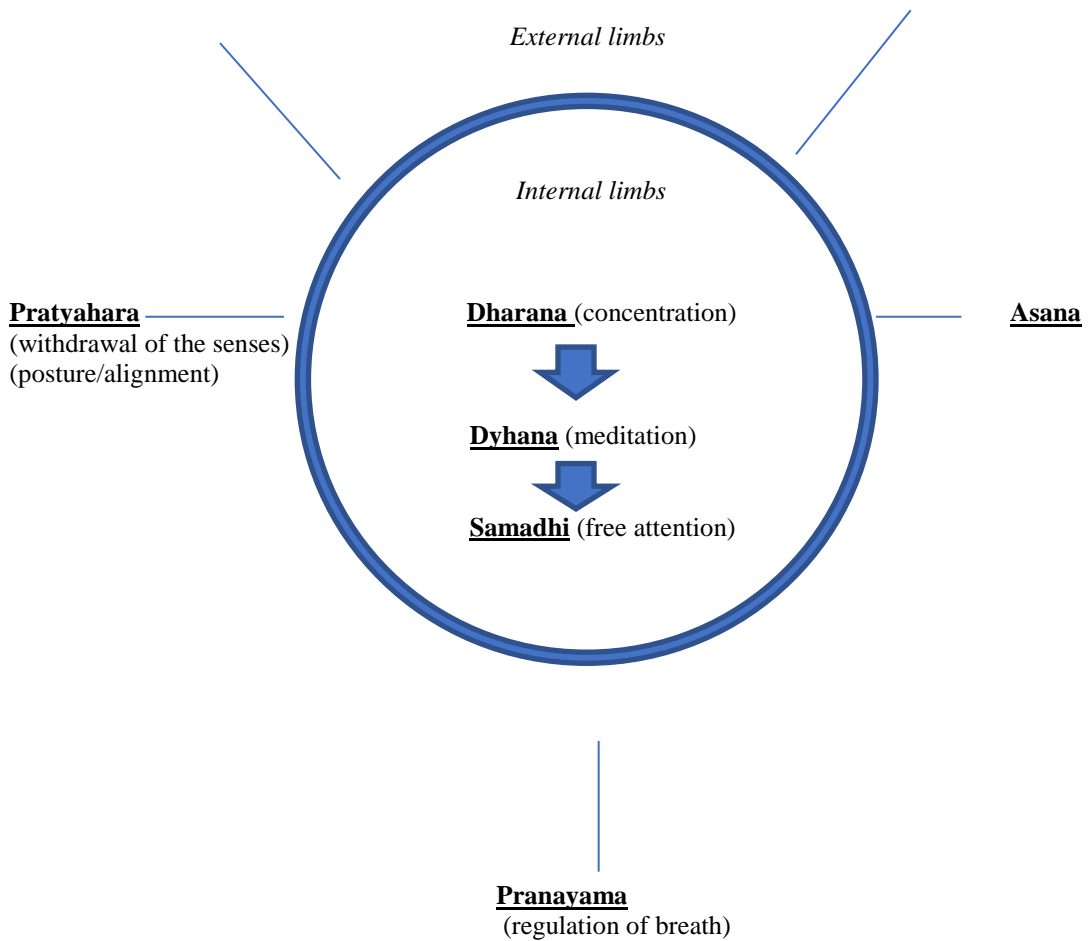 External limbs
Internal limbs
Pratyahara Dharana (concentration) Asana
(withdrawal of the senses)
(posture/alignment)
Dyhana (meditation)
Samadhi (free attention)
Pranayama
(regulation of breath)